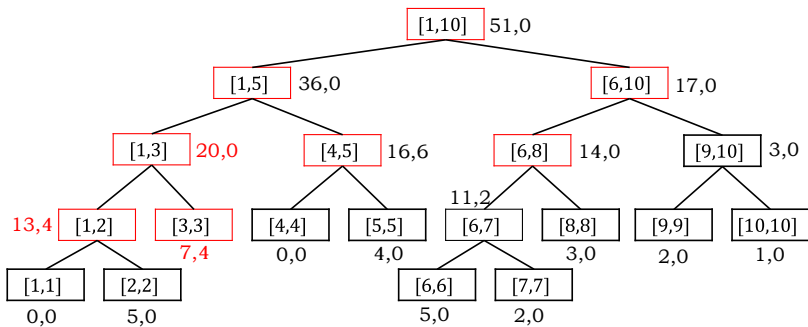 [1,10] 51,0
[1,5] 36,0 [6,10] 17,0
[1,3] 20,0 [4,5] 16,6 [6,8] 14,0 [9,10] 3,0
11,2
13,4 [1,2] [3,3] [4,4] [5,5] [6,7] [8,8] [9,9] [10,10]
7,4 0,0 4,0 3,0 2,0 1,0
[1,1] [2,2] [6,6] [7,7]
0,0 5,0 5,0 2,0